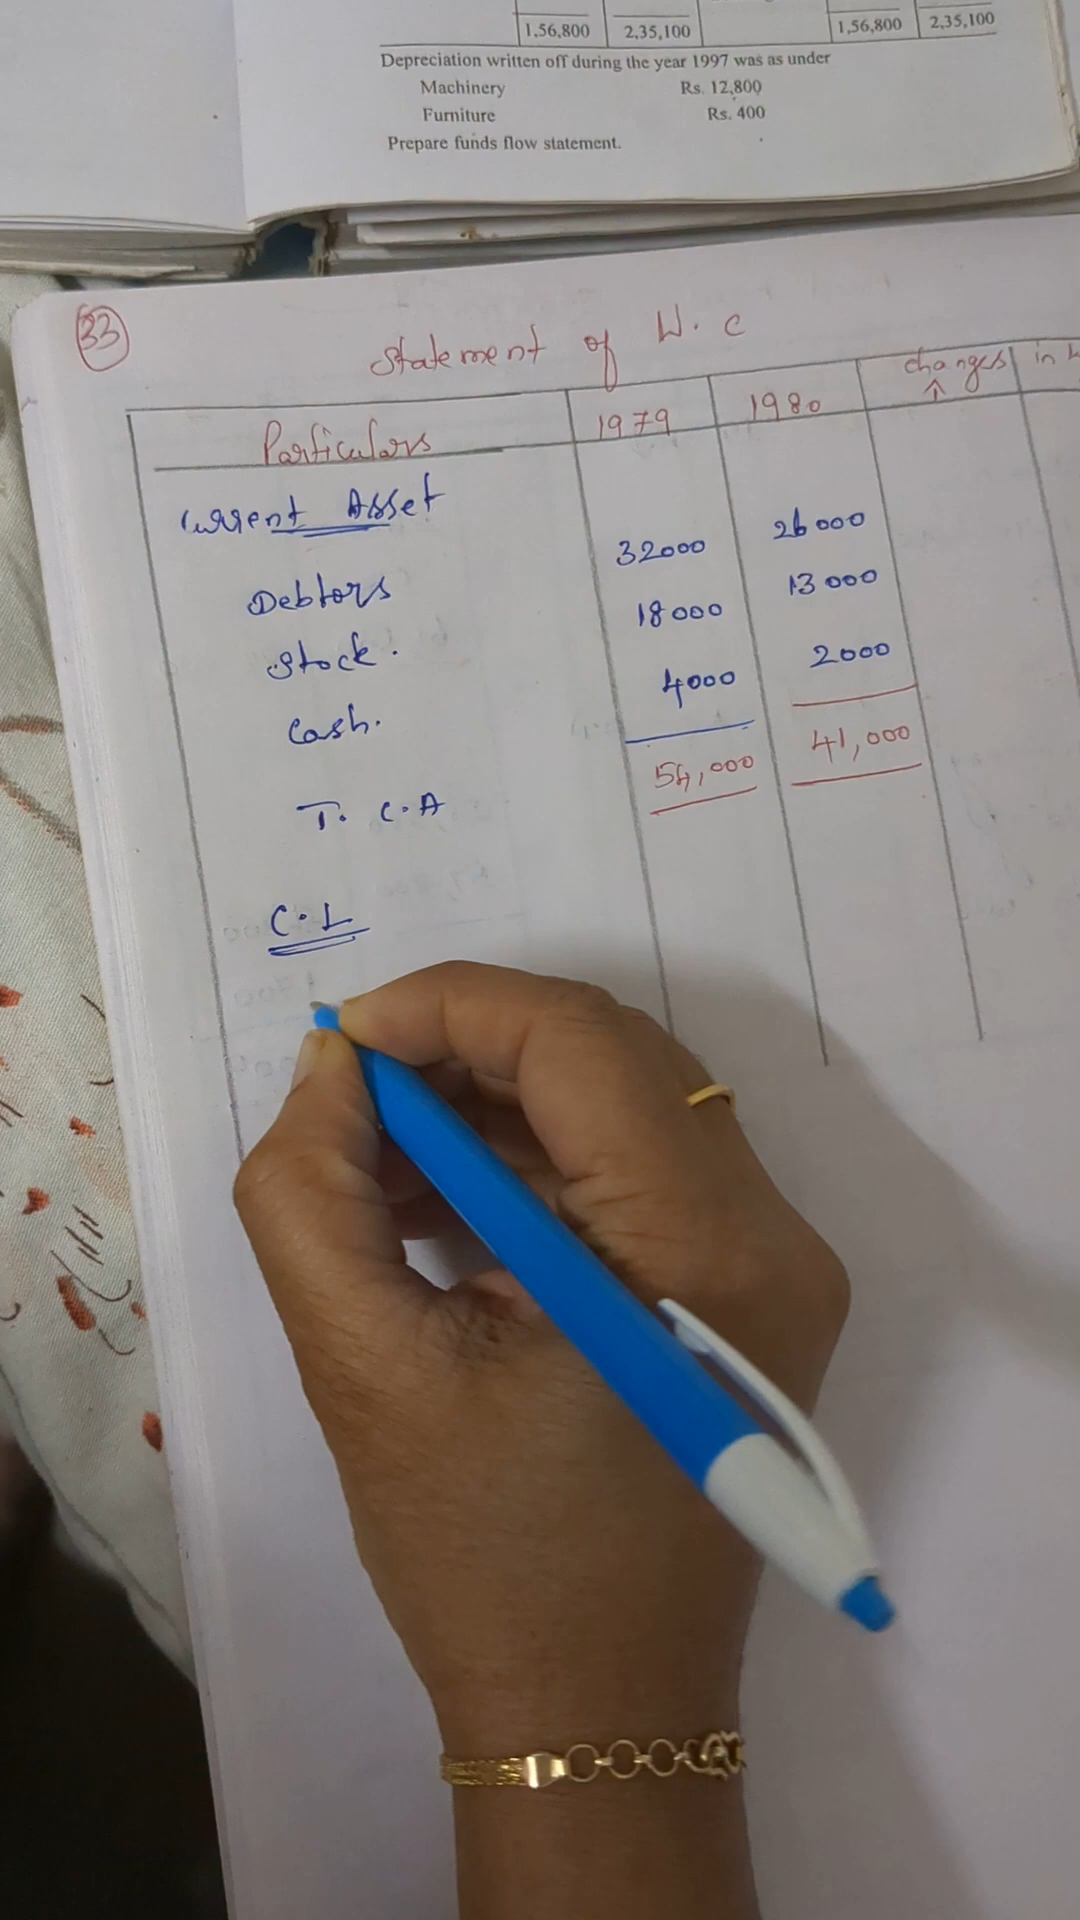 1,56,800 2,35,100 1,56,800 2,35,100
Depreciation written off during the year 1997 was as under
Machinery Rs. 12,800
Furniture Rs. 400
Prepare funds flow statement.
33
Statement of W. C
Particulars 1979 1980 changes in
↑
Current Asset
Debtors 32000 26000
Stock. 18000 13000
Cash. 4000 2000
T. C.A 54,000 41,000
C.L